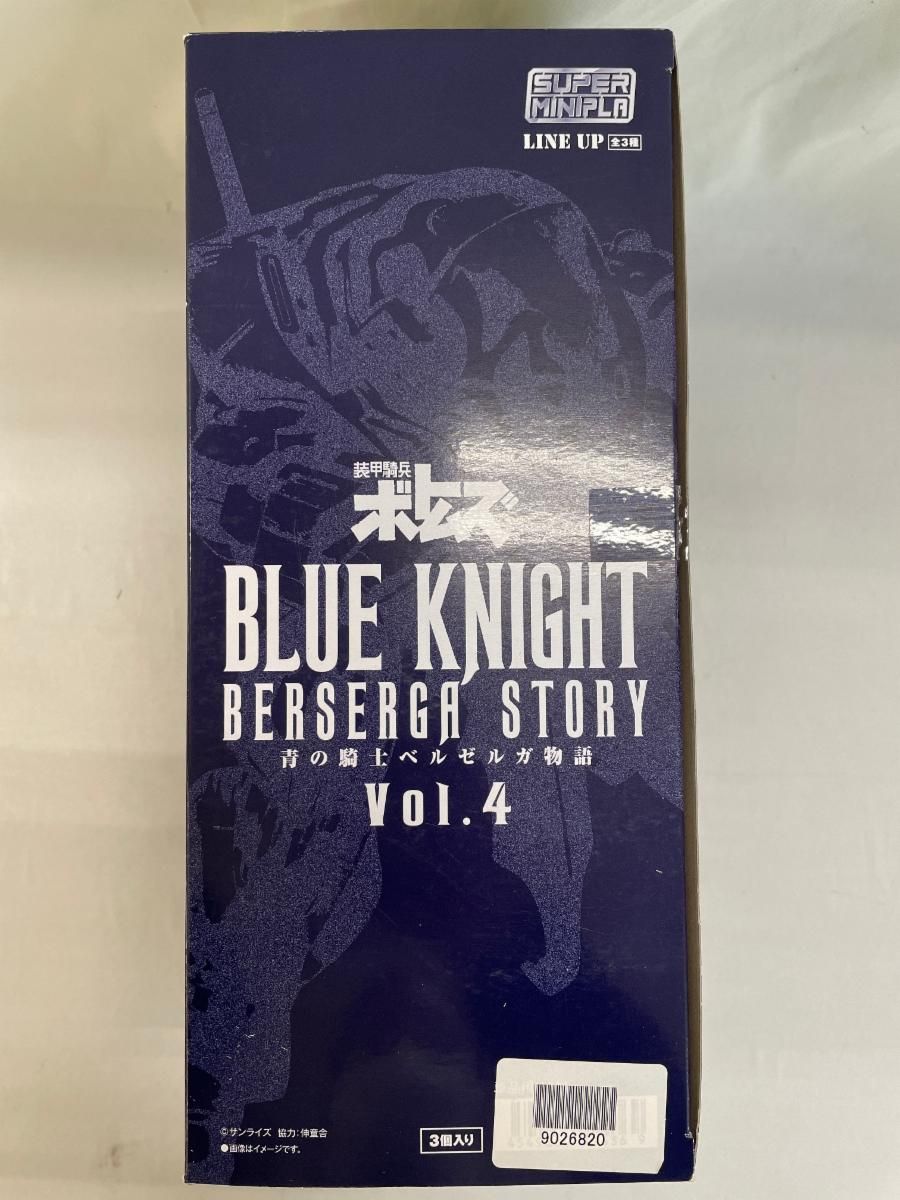 SUPER
MINIPLA
LINE UP 全3種
装甲騎兵
ボトムズ
BLUE KNIGHT
BERSERGA STORY
青の騎士ベルゼルガ物語
Vol.4
©サンライズ 協力:伸童舎
●画像はイメージです。
3個入り
9026820